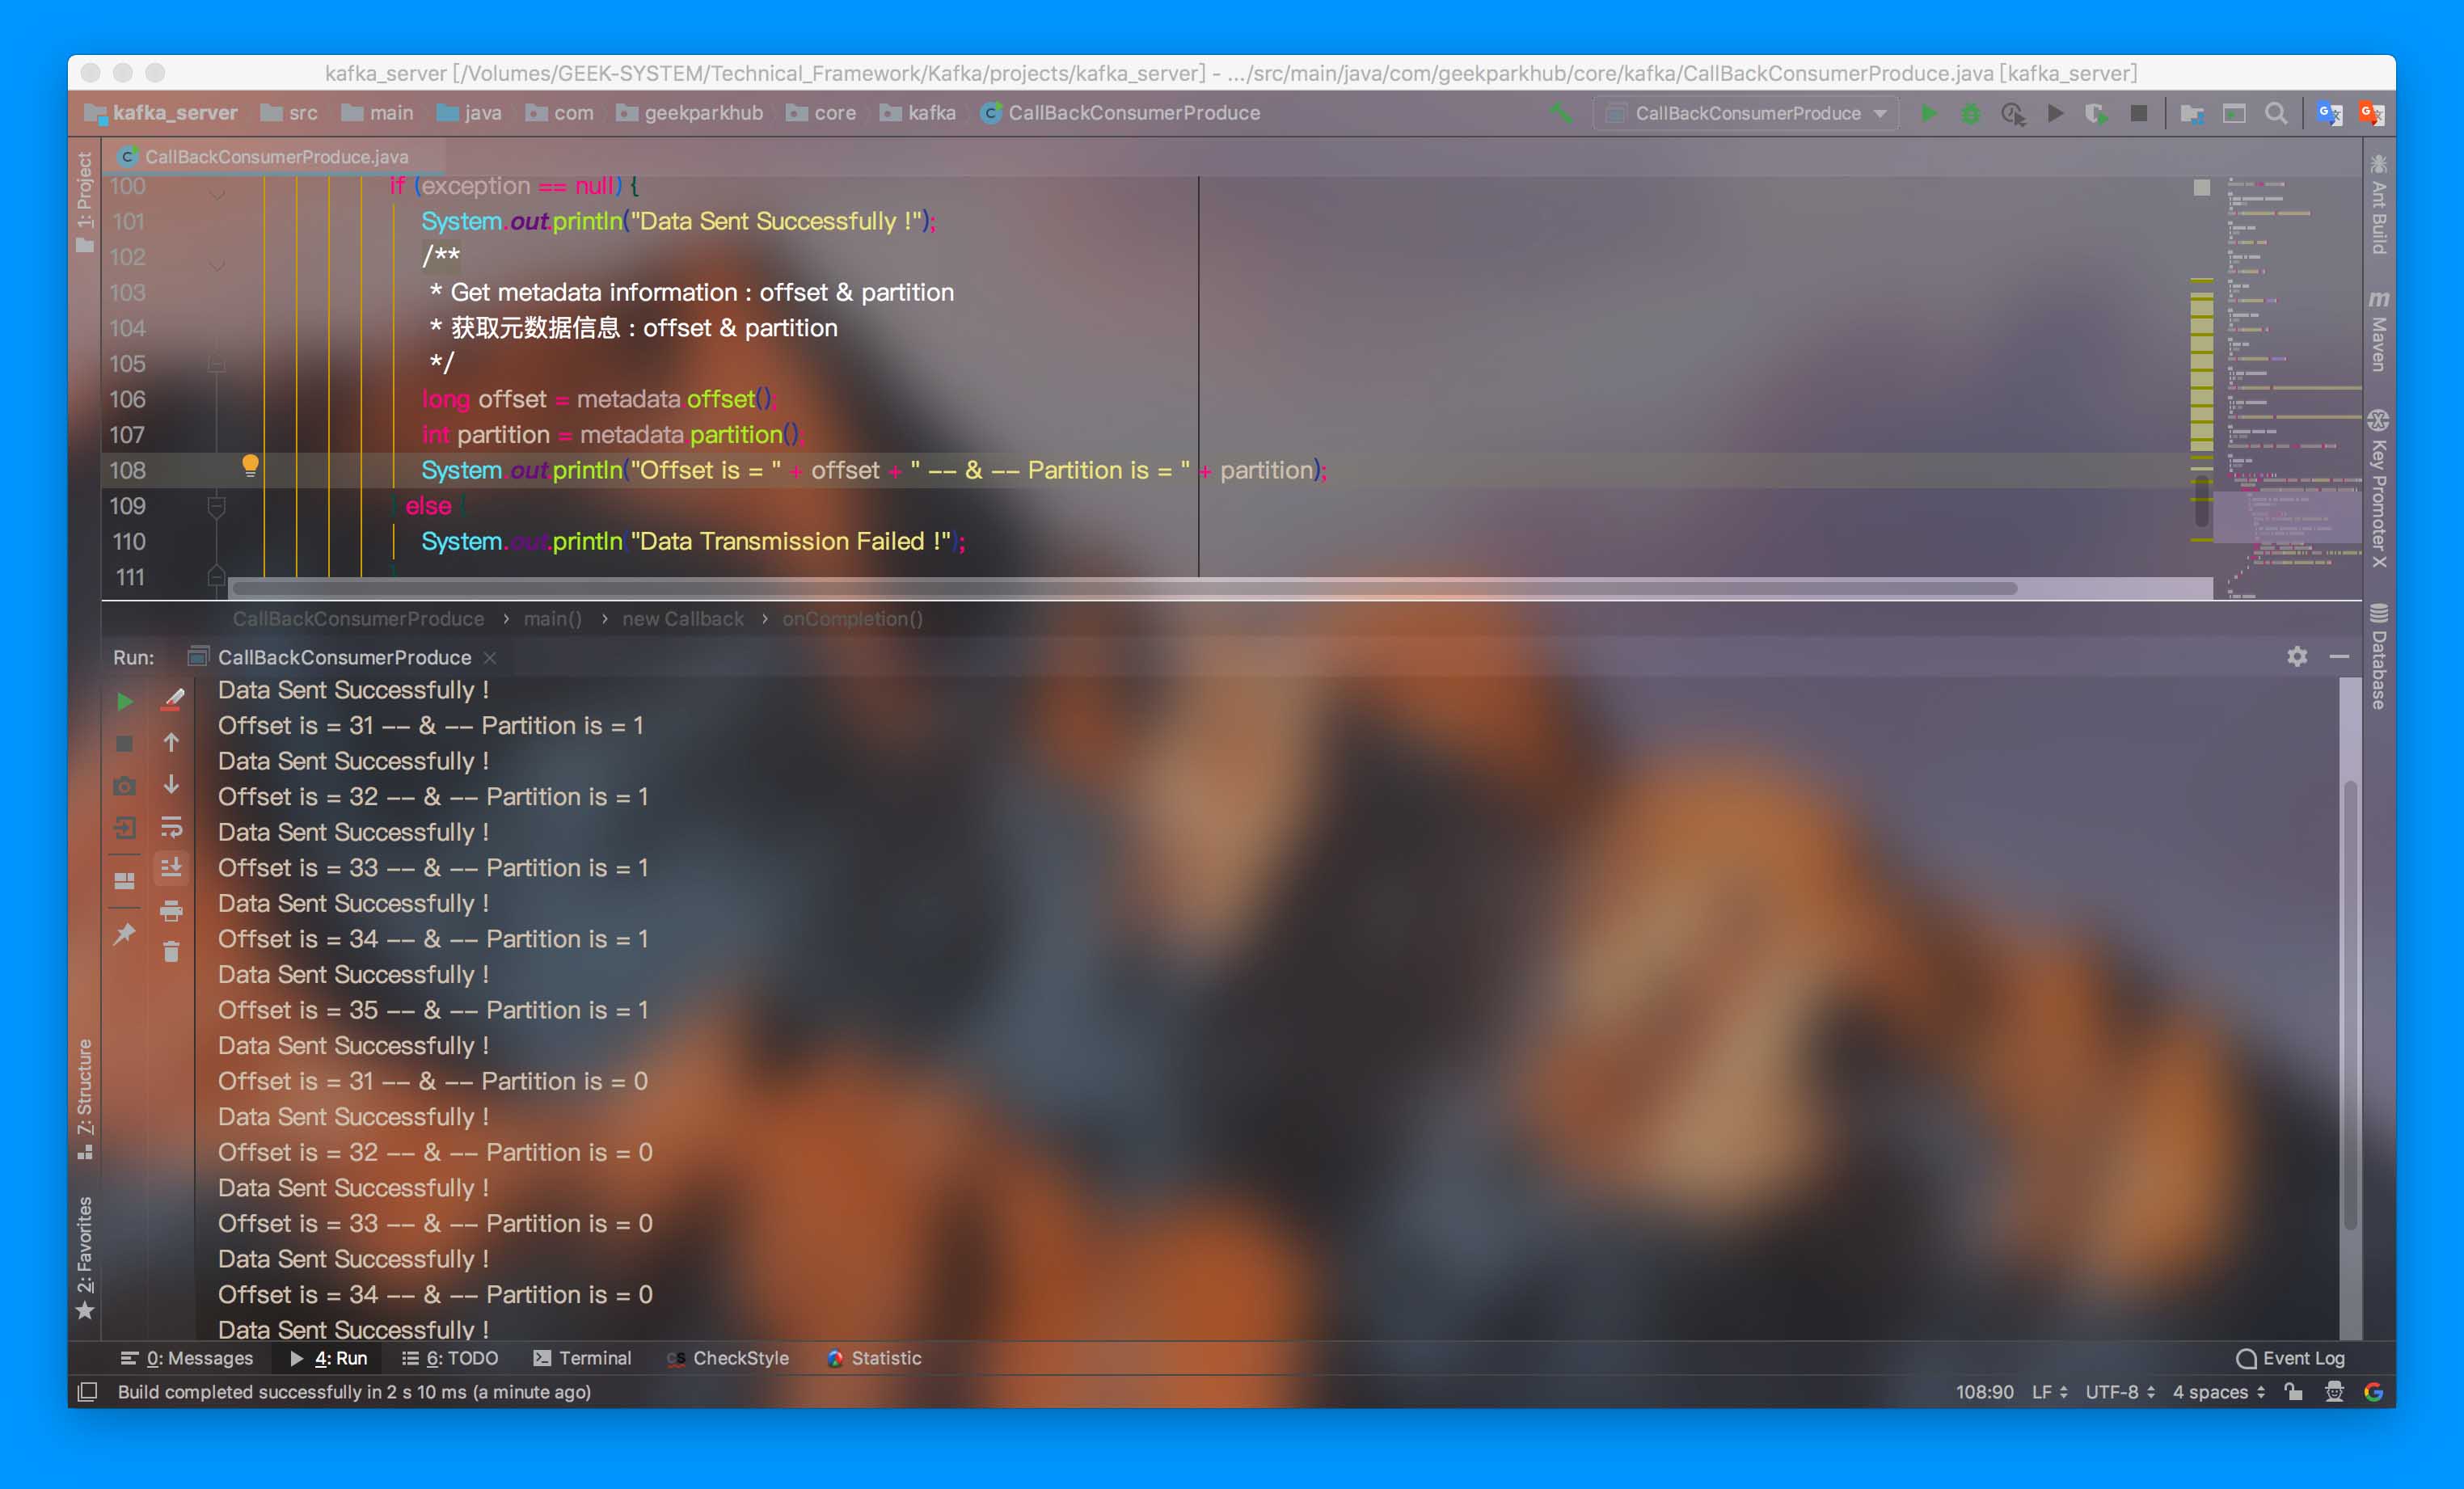 kafka_server [/Volumes/GEEK-SYSTEM/Technical_Framework/Kafka/projects/kafka_server] - .../src/main/java/com/geekparkhub/core/kafka/CallBackConsumerProduce.java [kafka_server]
kafka_server src main java com geekparkhub core kafka CallBackConsumerProduce CallBackConsumerProduce
CallBackConsumerProduce.java
1: Project
100 if (exception == null) {
101 System.out.println("Data Sent Successfully !");
102 /**
103 * Get metadata information : offset & partition
104 * 获取元数据信息 : offset & partition
105 */
106 long offset = metadata.offset();
107 int partition = metadata.partition();
108 System.out.println("Offset is = " + offset + " -- & -- Partition is = " + partition);
109 } else {
110 System.out.println("Data Transmission Failed !");
111 }
Ant Build
Maven
Key Promoter X
Database
CallBackConsumerProduce › main() › new Callback › onCompletion()
Run: CallBackConsumerProduce
Data Sent Successfully !
Offset is = 31 -- & -- Partition is = 1
Data Sent Successfully !
Offset is = 32 -- & -- Partition is = 1
Data Sent Successfully !
Offset is = 33 -- & -- Partition is = 1
Data Sent Successfully !
Offset is = 34 -- & -- Partition is = 1
Data Sent Successfully !
Offset is = 35 -- & -- Partition is = 1
Data Sent Successfully !
Offset is = 31 -- & -- Partition is = 0
Data Sent Successfully !
Offset is = 32 -- & -- Partition is = 0
Data Sent Successfully !
Offset is = 33 -- & -- Partition is = 0
Data Sent Successfully !
Offset is = 34 -- & -- Partition is = 0
Data Sent Successfully !
7: Structure
2: Favorites
0: Messages 4: Run 6: TODO Terminal CheckStyle Statistic Event Log
Build completed successfully in 2 s 10 ms (a minute ago) 108:90 LF UTF-8 4 spaces